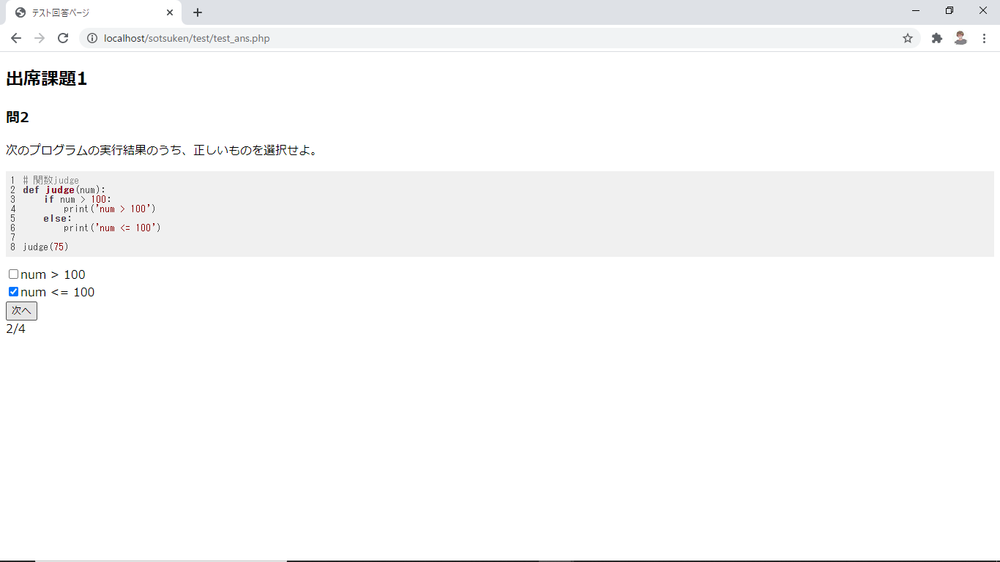 テスト回答ページ
localhost/sotsuken/test/test_ans.php
出席課題1
問2
次のプログラムの実行結果のうち、正しいものを選択せよ。
1 # 関数judge
2 def judge(num):
3     if num > 100:
4         print('num > 100')
5     else:
6         print('num <= 100')
7
8 judge(75)
num > 100
num <= 100
次へ
2/4